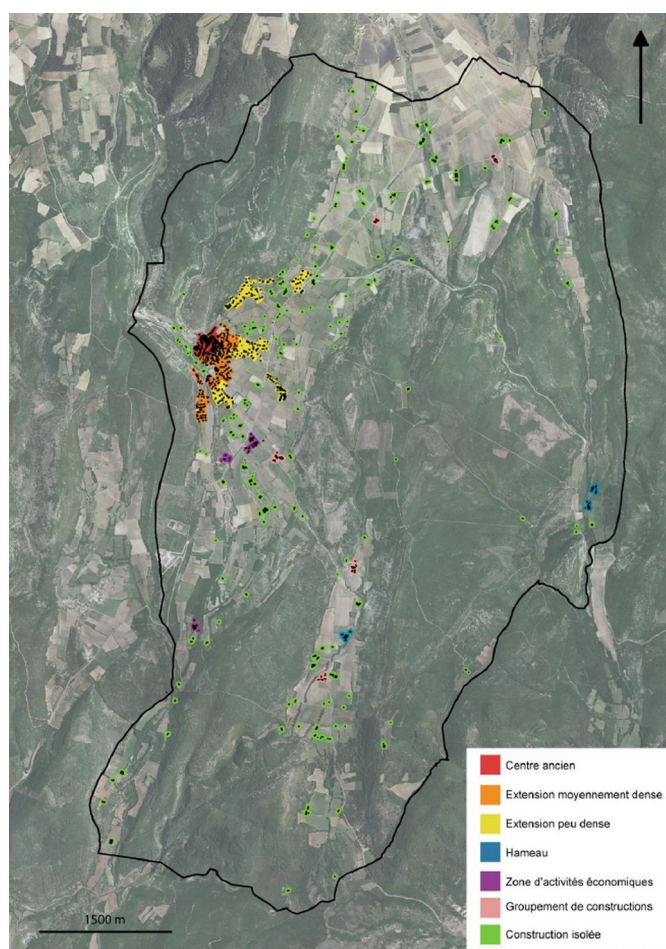 Centre ancien
Extension moyennement dense
Extension peu dense
Hameau
Zone d'activités économiques
Groupement de constructions
Construction isolée
1500 m